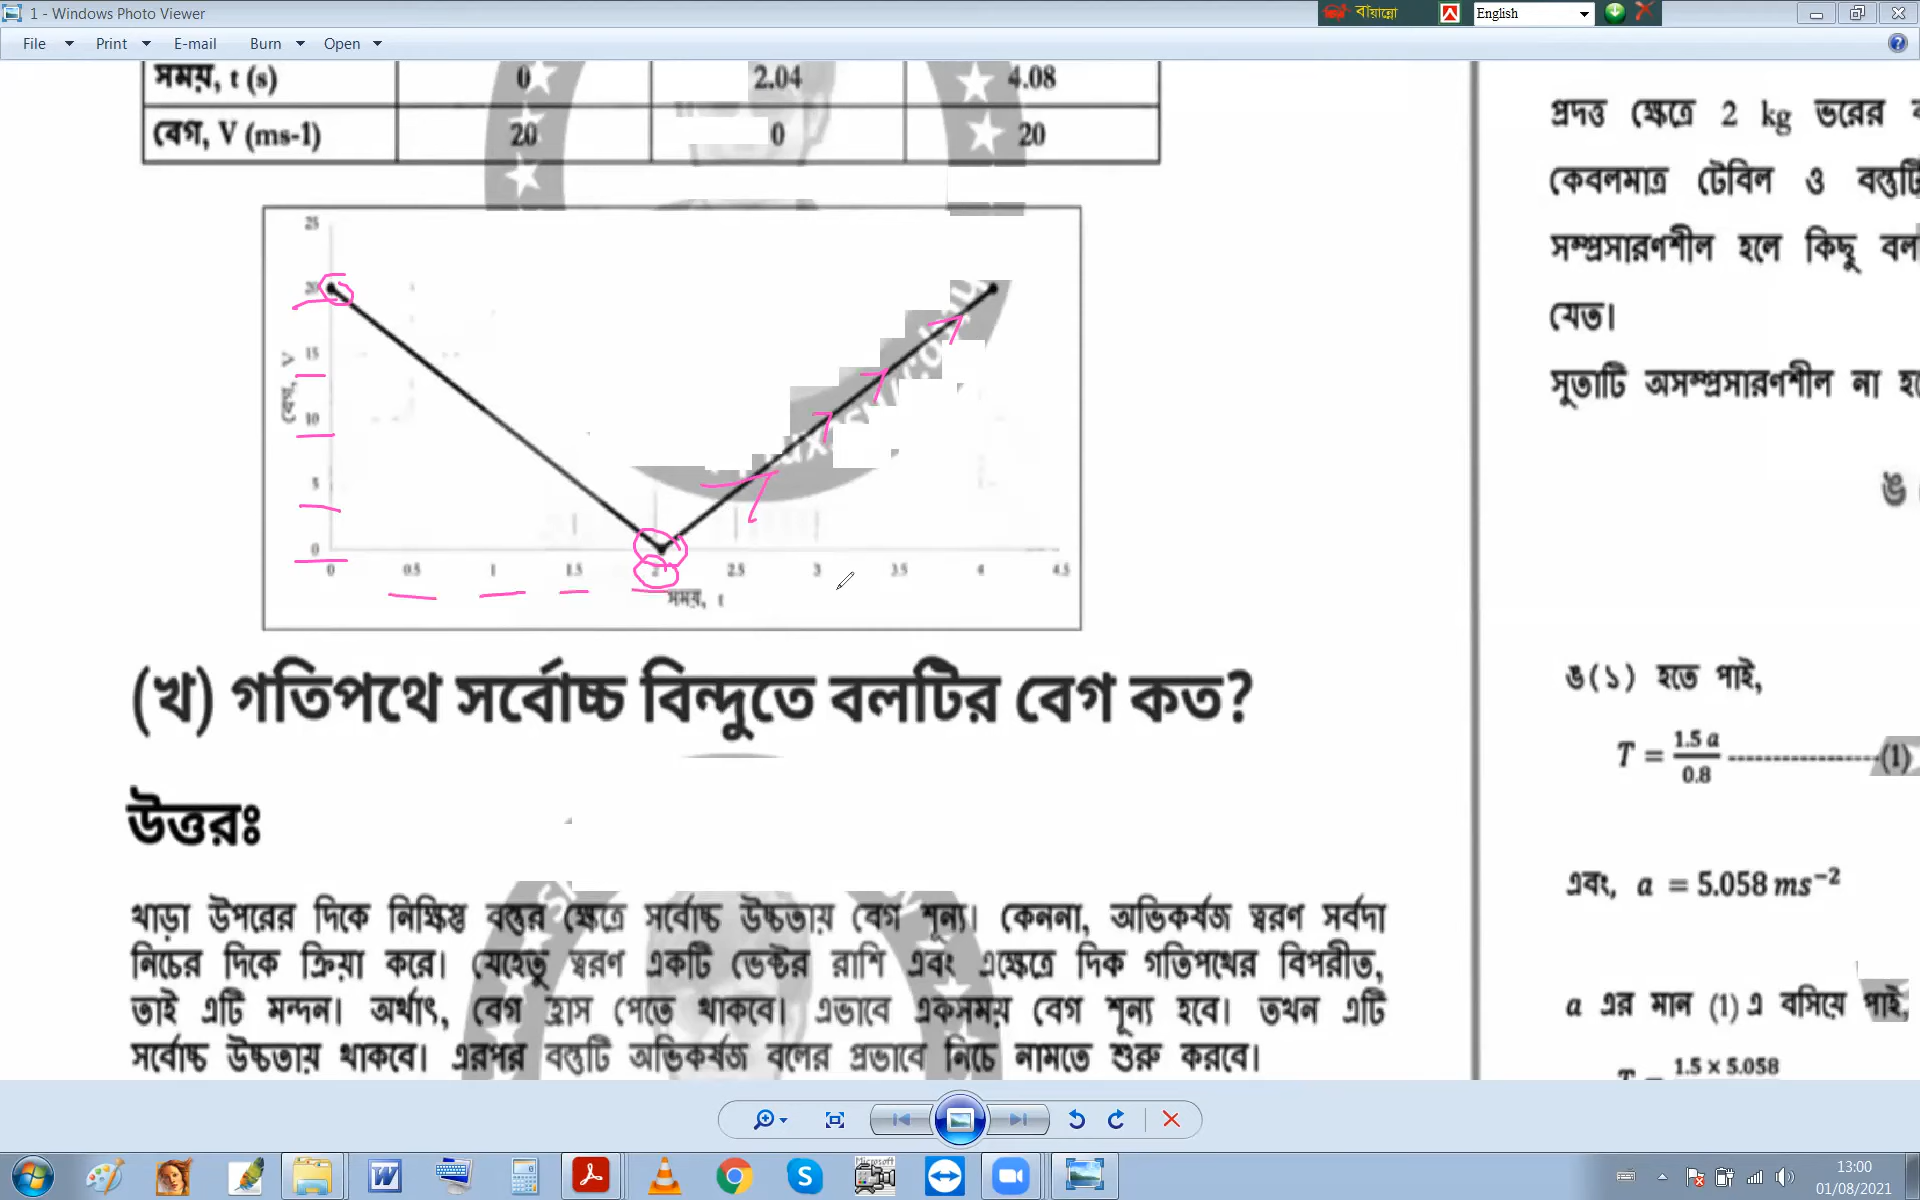 1 - Windows Photo Viewer
বাঁয়ান্নো
English
File Print E-mail Burn Open
সময়, t (s) 0 2.04 4.08
বেগ, V (ms-1) 20 0 20
25
20
15
10
5
0
বেগ, V
0 0.5 1 1.5 2 2.5 3 3.5 4 4.5
সময়, t
(খ) গতিপথে সর্বোচ্চ বিন্দুতে বলটির বেগ কত?
উত্তরঃ
খাড়া উপরের দিকে নিক্ষিপ্ত বস্তুর ক্ষেত্রে সর্বোচ্চ উচ্চতায় বেগ শূন্য। কেননা, অভিকর্ষজ ত্বরণ সর্বদা
নিচের দিকে ক্রিয়া করে। যেহেতু ত্বরণ একটি ভেক্টর রাশি এবং এক্ষেত্রে দিক গতিপথের বিপরীত,
তাই এটি মন্দন। অর্থাৎ, বেগ হ্রাস পেতে থাকবে। এভাবে একসময় বেগ শূন্য হবে। তখন এটি
সর্বোচ্চ উচ্চতায় থাকবে। এরপর বস্তুটি অভিকর্ষজ বলের প্রভাবে নিচে নামতে শুরু করবে।
প্রদত্ত ক্ষেত্রে 2 kg ভরের
কেবলমাত্র টেবিল ও বস্তুটি
সম্প্রসারণশীল হলে কিছু বল
যেত।
সুতাটি অসম্প্রসারণশীল না
ঙ
ঙ(১) হতে পাই,
T = 1.5 a / 0.8 ------------------(1)
এবং, a = 5.058 ms⁻²
a এর মান (1) এ বসিয়ে পাই,
1.5 × 5.058
13:00
01/08/2021